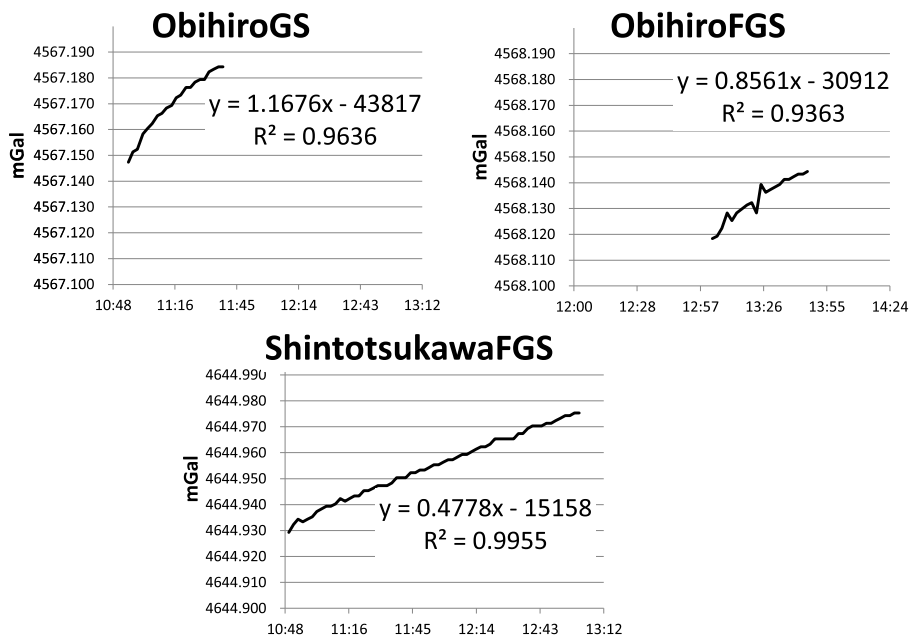 ObihiroGS
4567.190
4567.180
4567.170
4567.160
4567.150
4567.140
4567.130
4567.120
4567.110
4567.100
mGal
y = 1.1676x - 43817
R² = 0.9636
10:48 11:16 11:45 12:14 12:43 13:12
ObihiroFGS
4568.190
4568.180
4568.170
4568.160
4568.150
4568.140
4568.130
4568.120
4568.110
4568.100
mGal
y = 0.8561x - 30912
R² = 0.9363
12:00 12:28 12:57 13:26 13:55 14:24
ShintotsukawaFGS
4644.990
4644.980
4644.970
4644.960
4644.950
4644.940
4644.930
4644.920
4644.910
4644.900
mGal
y = 0.4778x - 15158
R² = 0.9955
10:48 11:16 11:45 12:14 12:43 13:12